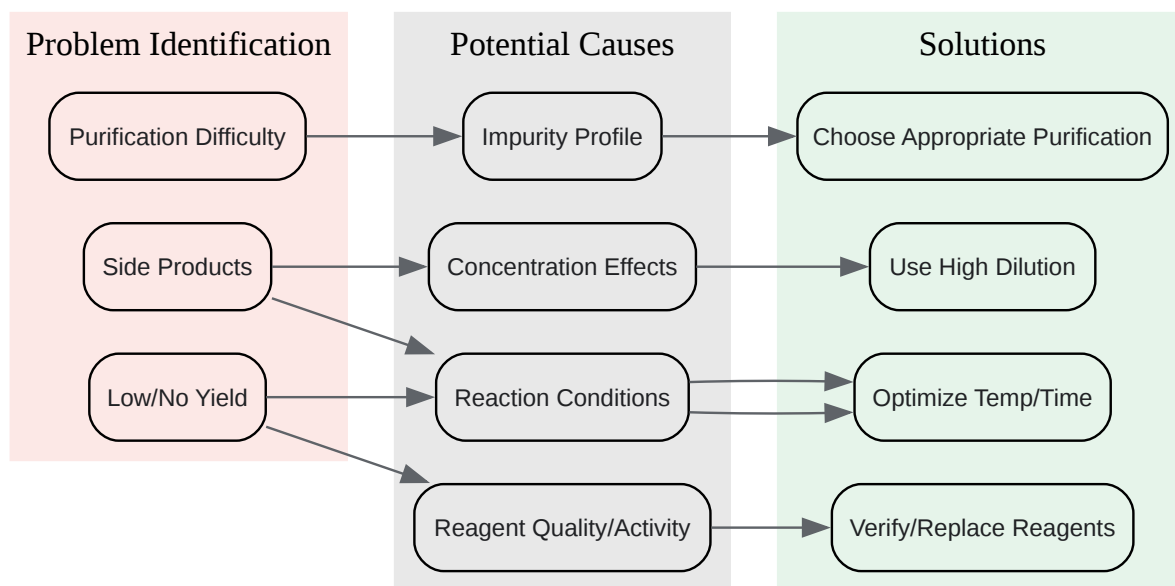 Problem Identification
Potential Causes
Solutions
Purification Difficulty
Impurity Profile
Choose Appropriate Purification
Side Products
Concentration Effects
Use High Dilution
Low/No Yield
Reaction Conditions
Optimize Temp/Time
Reagent Quality/Activity
Verify/Replace Reagents